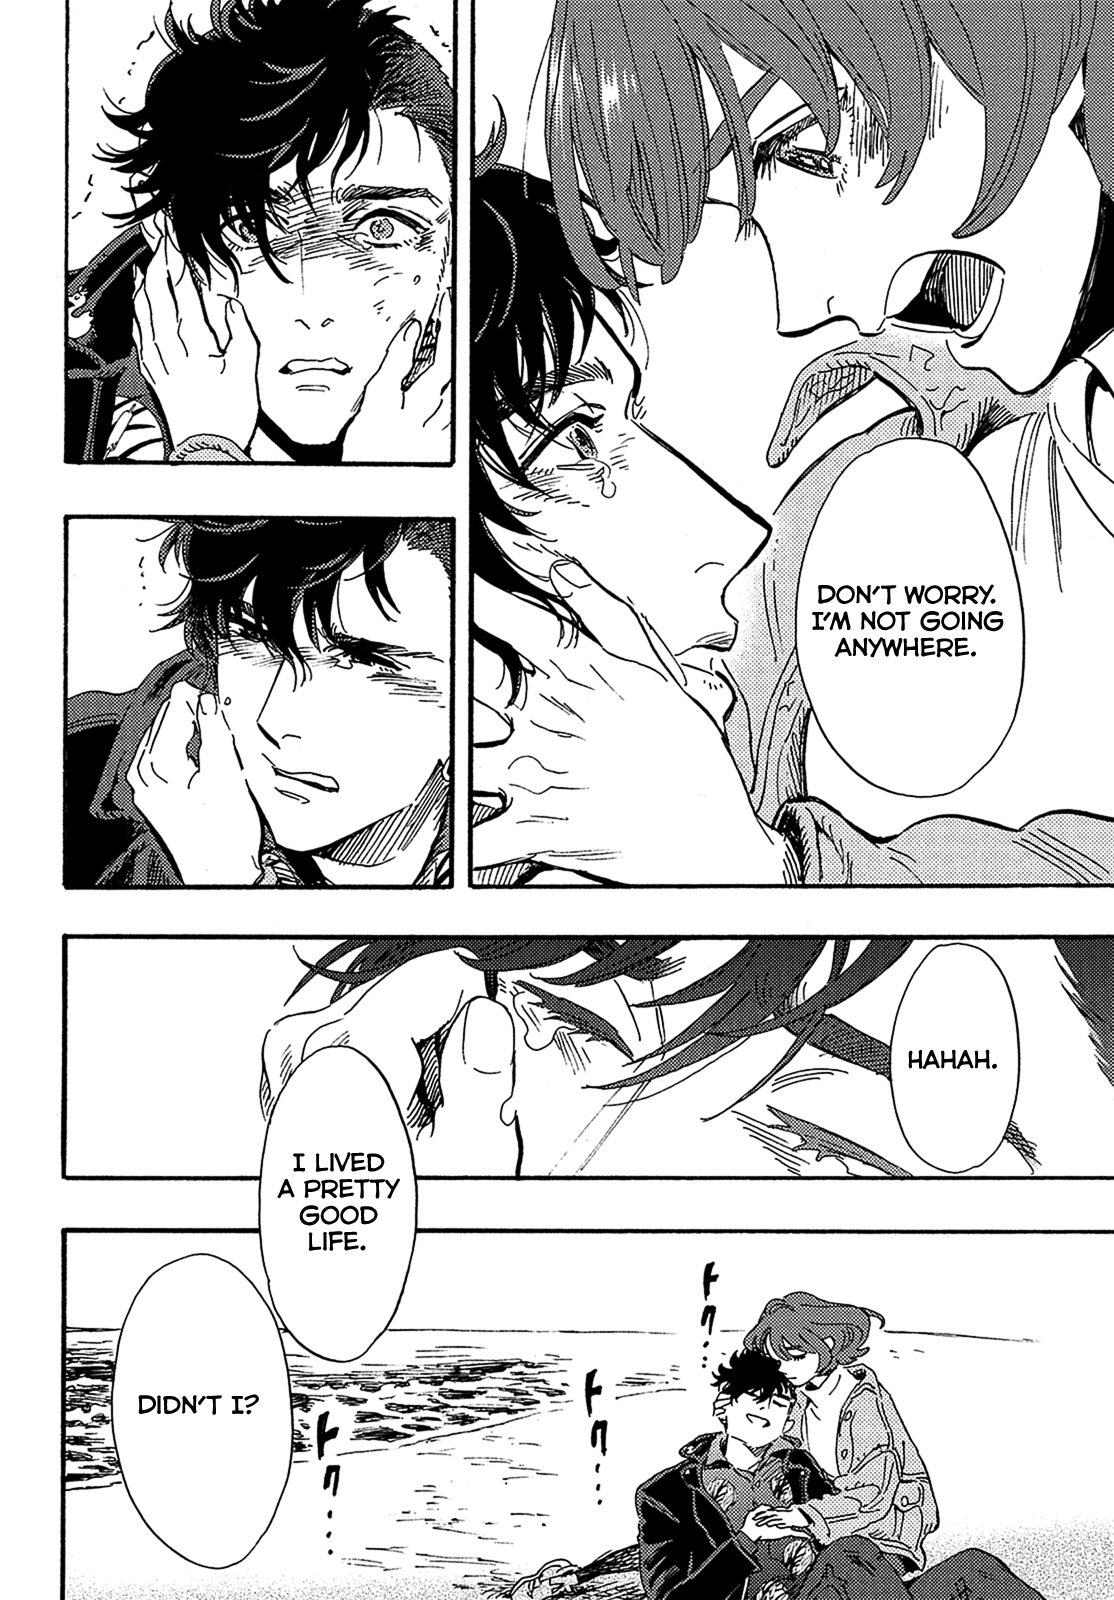 DON'T WORRY.
I'M NOT GOING
ANYWHERE.
HAHAH.
I LIVED
A PRETTY
GOOD
LIFE.
DIDN'T I?
トク…
トク…
トク…